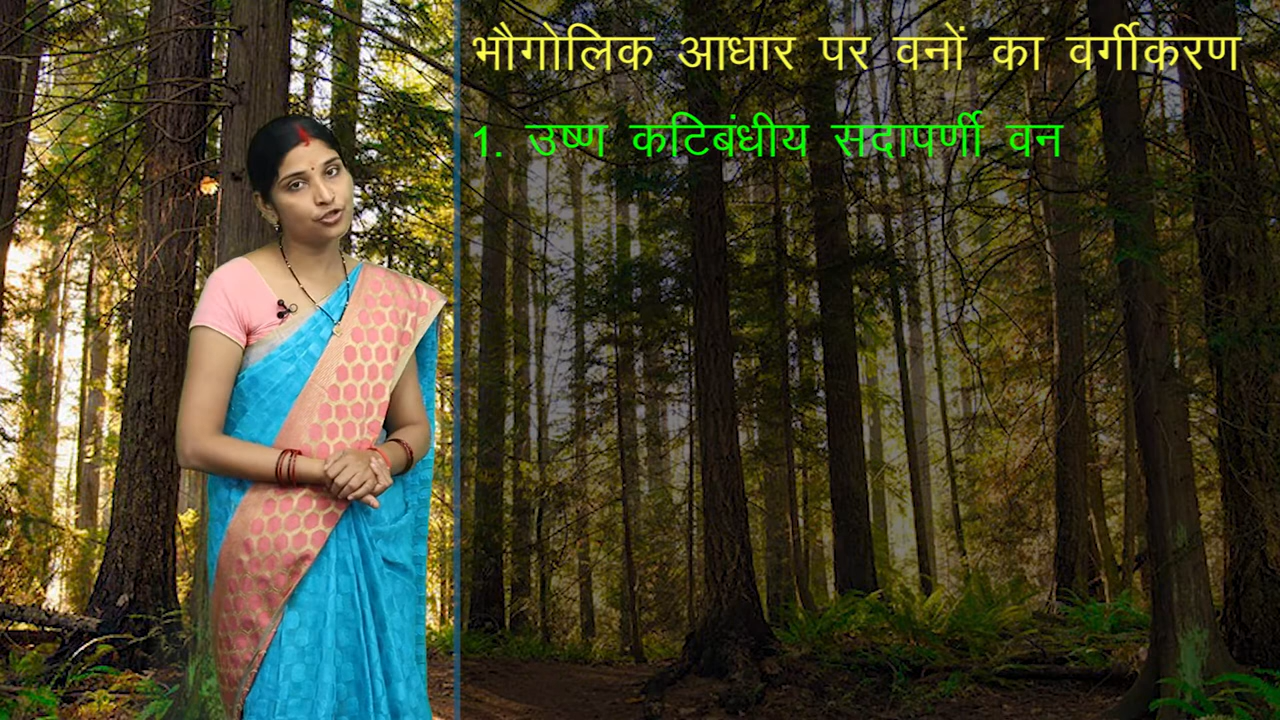 भौगोलिक आधार पर वनों का वर्गीकरण
1. उष्ण कटिबंधीय सदापर्णी वन